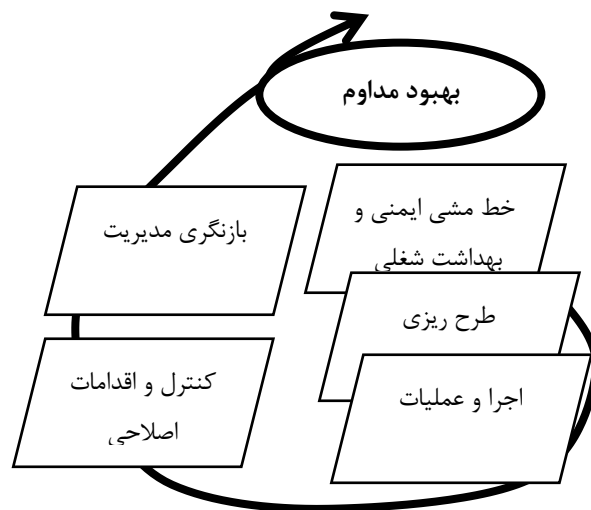 بهبود مداوم
خط مشی ایمنی و
بهداشت شغلی
طرح ریزی
اجرا و عملیات
کنترل و اقدامات
اصلاحی
بازنگری مدیریت